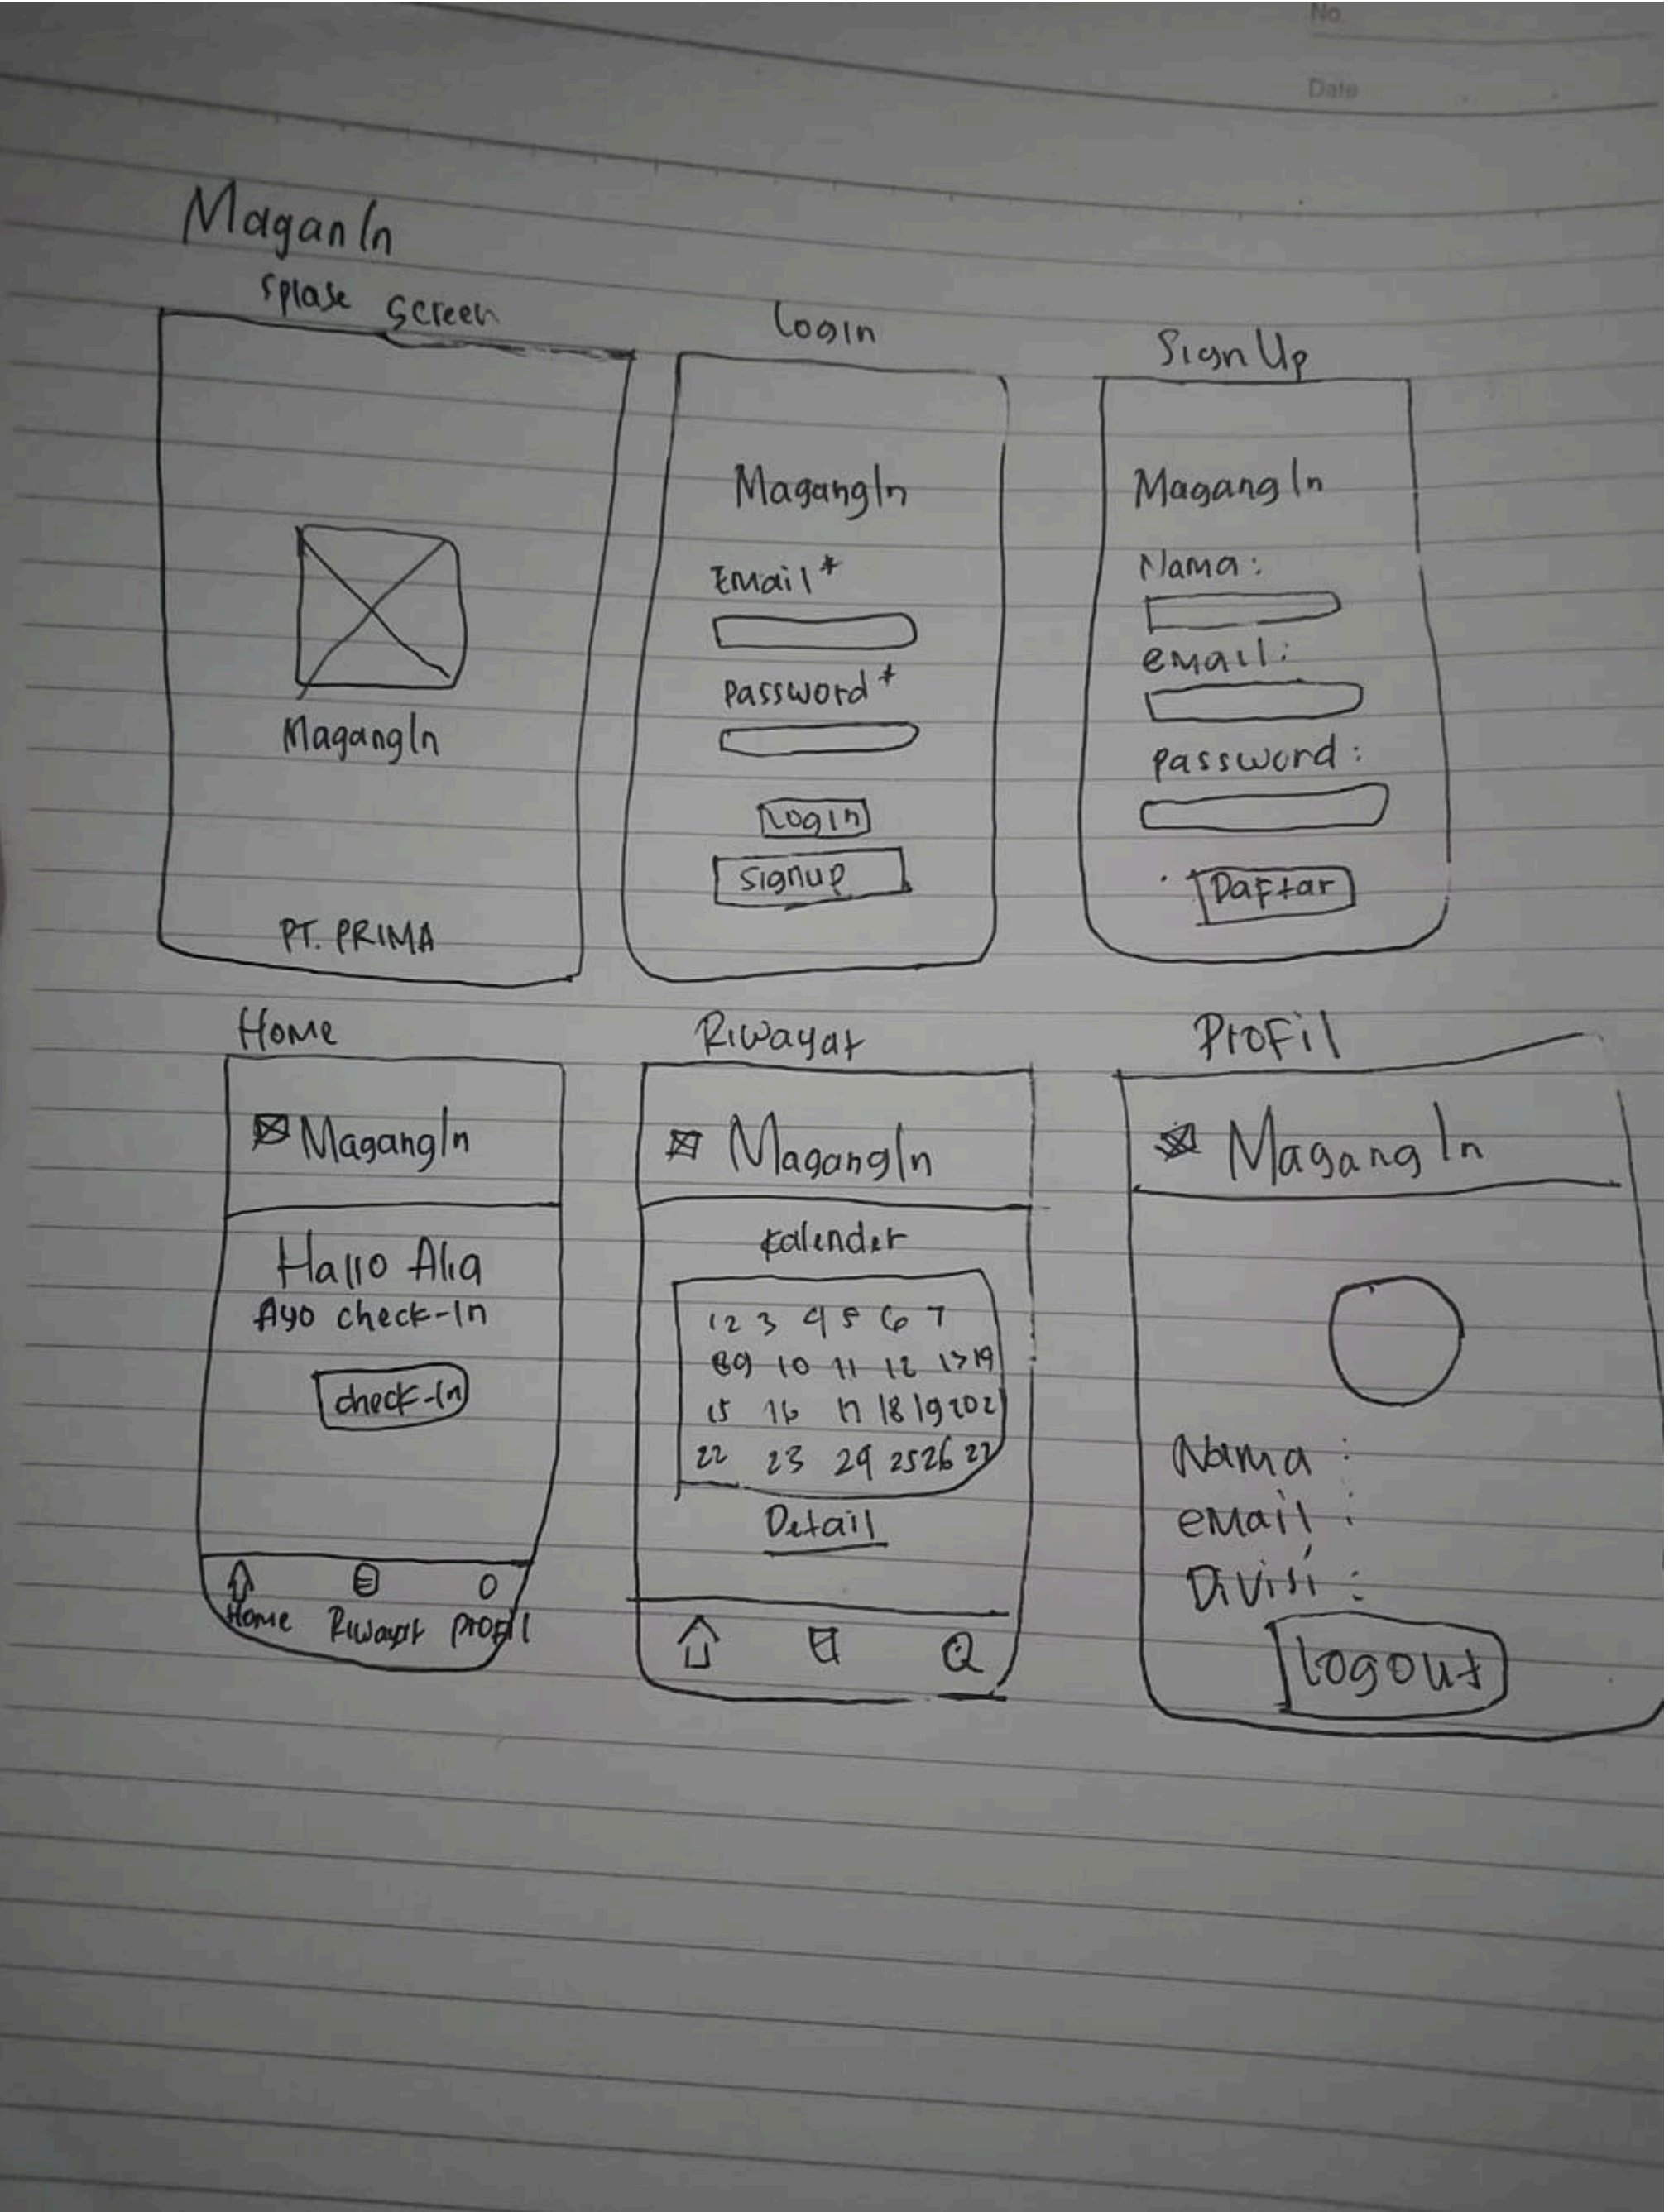 No.
Date
MaganIn
Splase Screen
MagangIn
PT. PRIMA
Login
MagangIn
Email*
Password*
Login
Signup
Sign Up
MagangIn
Nama:
email:
password:
Daftar
Home
MagangIn
Hallo Alia
Ayo check-In
check-in
Home Riwayat Profil
Riwayat
MagangIn
Kalender
1 2 3 4 5 6 7
8 9 10 11 12 13 14
15 16 17 18 19 20 21
22 23 24 25 26 27
Detail
Profil
MagangIn
Nama :
email :
Divisi :
Logout